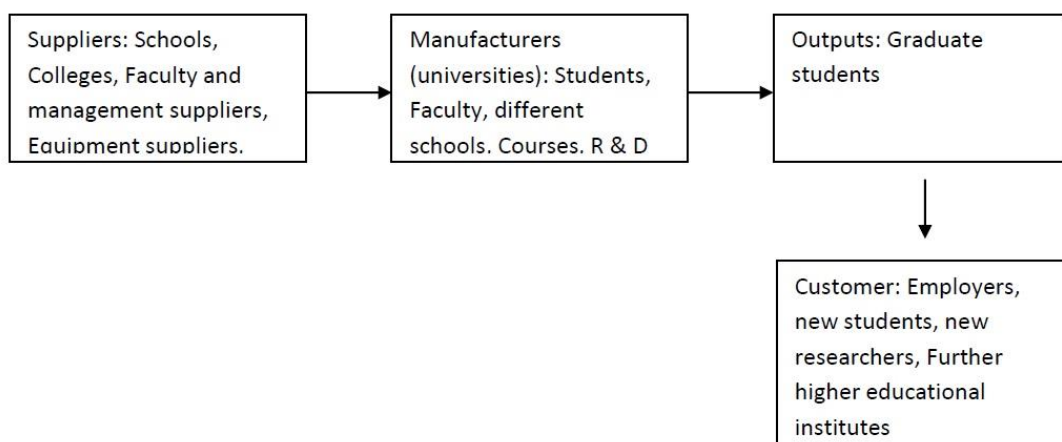 Suppliers: Schools,
Colleges, Faculty and
management suppliers,
Equipment suppliers.
Manufacturers
(universities): Students,
Faculty, different
schools. Courses. R & D
Outputs: Graduate
students
Customer: Employers,
new students, new
researchers, Further
higher educational
institutes